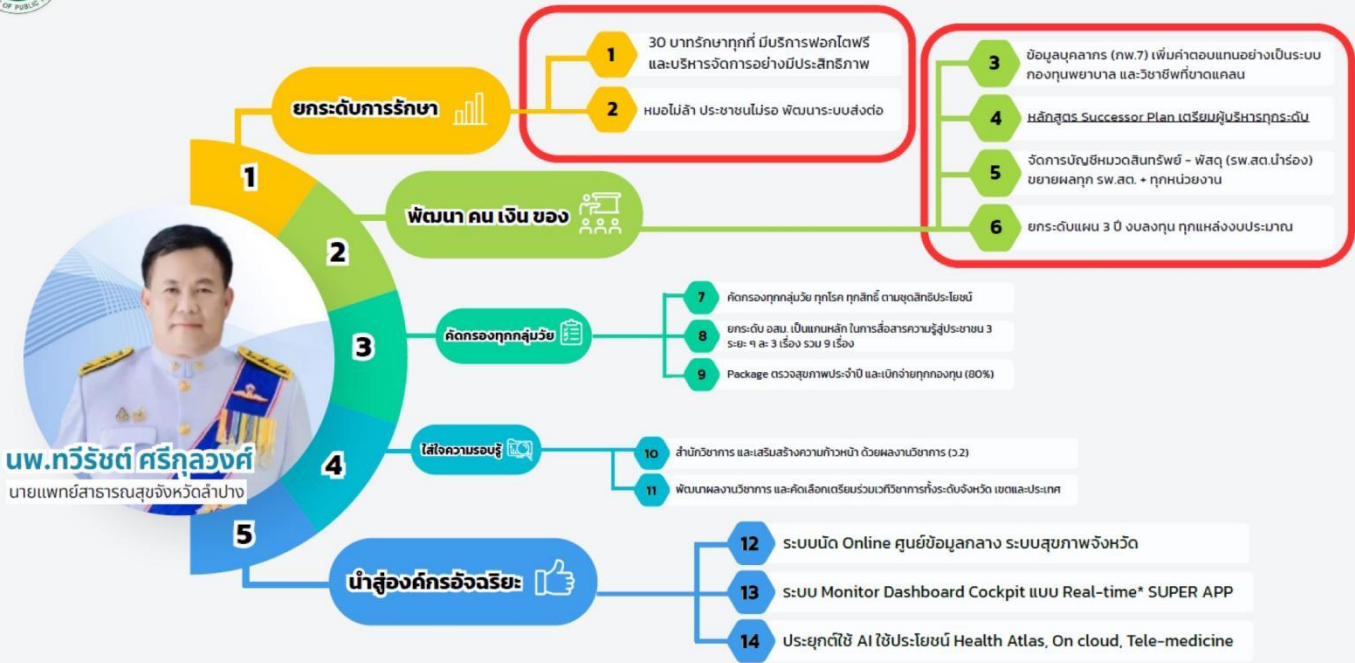 OF PUBLIC
1
ยกระดับการรักษา
1
30 บาทรักษาทุกที่ มีบริการฟอกไตฟรี
และบริหารจัดการอย่างมีประสิทธิภาพ
2
หมอไม่ล้า ประชาชนไม่รอ พัฒนาระบบส่งต่อ
2
พัฒนา คน เงิน ของ
3
ข้อมูลบุคลากร (กพ.7) เพิ่มค่าตอบแทนอย่างเป็นระบบ
กองทุนพยาบาล และวิชาชีพที่ขาดแคลน
4
หลักสูตร Successor Plan เตรียมผู้บริหารทุกระดับ
5
จัดการบัญชีหมวดสินทรัพย์ - พัสดุ (รพ.สต.นำร่อง)
ขยายผลทุก รพ.สต. + ทุกหน่วยงาน
6
ยกระดับแผน 3 ปี งบลงทุน ทุกแหล่งงบประมาณ
3
คัดกรองทุกกลุ่มวัย
7
คัดกรองทุกกลุ่มวัย ทุกโรค ทุกสิทธิ์ ตามชุดสิทธิประโยชน์
8
ยกระดับ อสม. เป็นแกนหลัก ในการสื่อสารความรู้สู่ประชาชน 3
ระยะ ๆ ละ 3 เรื่อง รวม 9 เรื่อง
9
Package ตรวจสุขภาพประจำปี และเบิกจ่ายทุกกองทุน (80%)
4
ใส่ใจความรอบรู้
10
สำนักวิชาการ และเสริมสร้างความก้าวหน้า ด้วยผลงานวิชาการ (ว.2)
11
พัฒนาผลงานวิชาการ และคัดเลือกเตรียมร่วมเวทีวิชาการทั้งระดับจังหวัด เขตและประเทศ
นพ.ทวีรัชต์ ศรีกุลวงศ์
นายแพทย์สาธารณสุขจังหวัดลำปาง
5
นำสู่องค์กรอัจฉริยะ
12
ระบบนัด Online ศูนย์ข้อมูลกลาง ระบบสุขภาพจังหวัด
13
ระบบ Monitor Dashboard Cockpit แบบ Real-time* SUPER APP
14
ประยุกต์ใช้ AI ใช้ประโยชน์ Health Atlas, On cloud, Tele-medicine